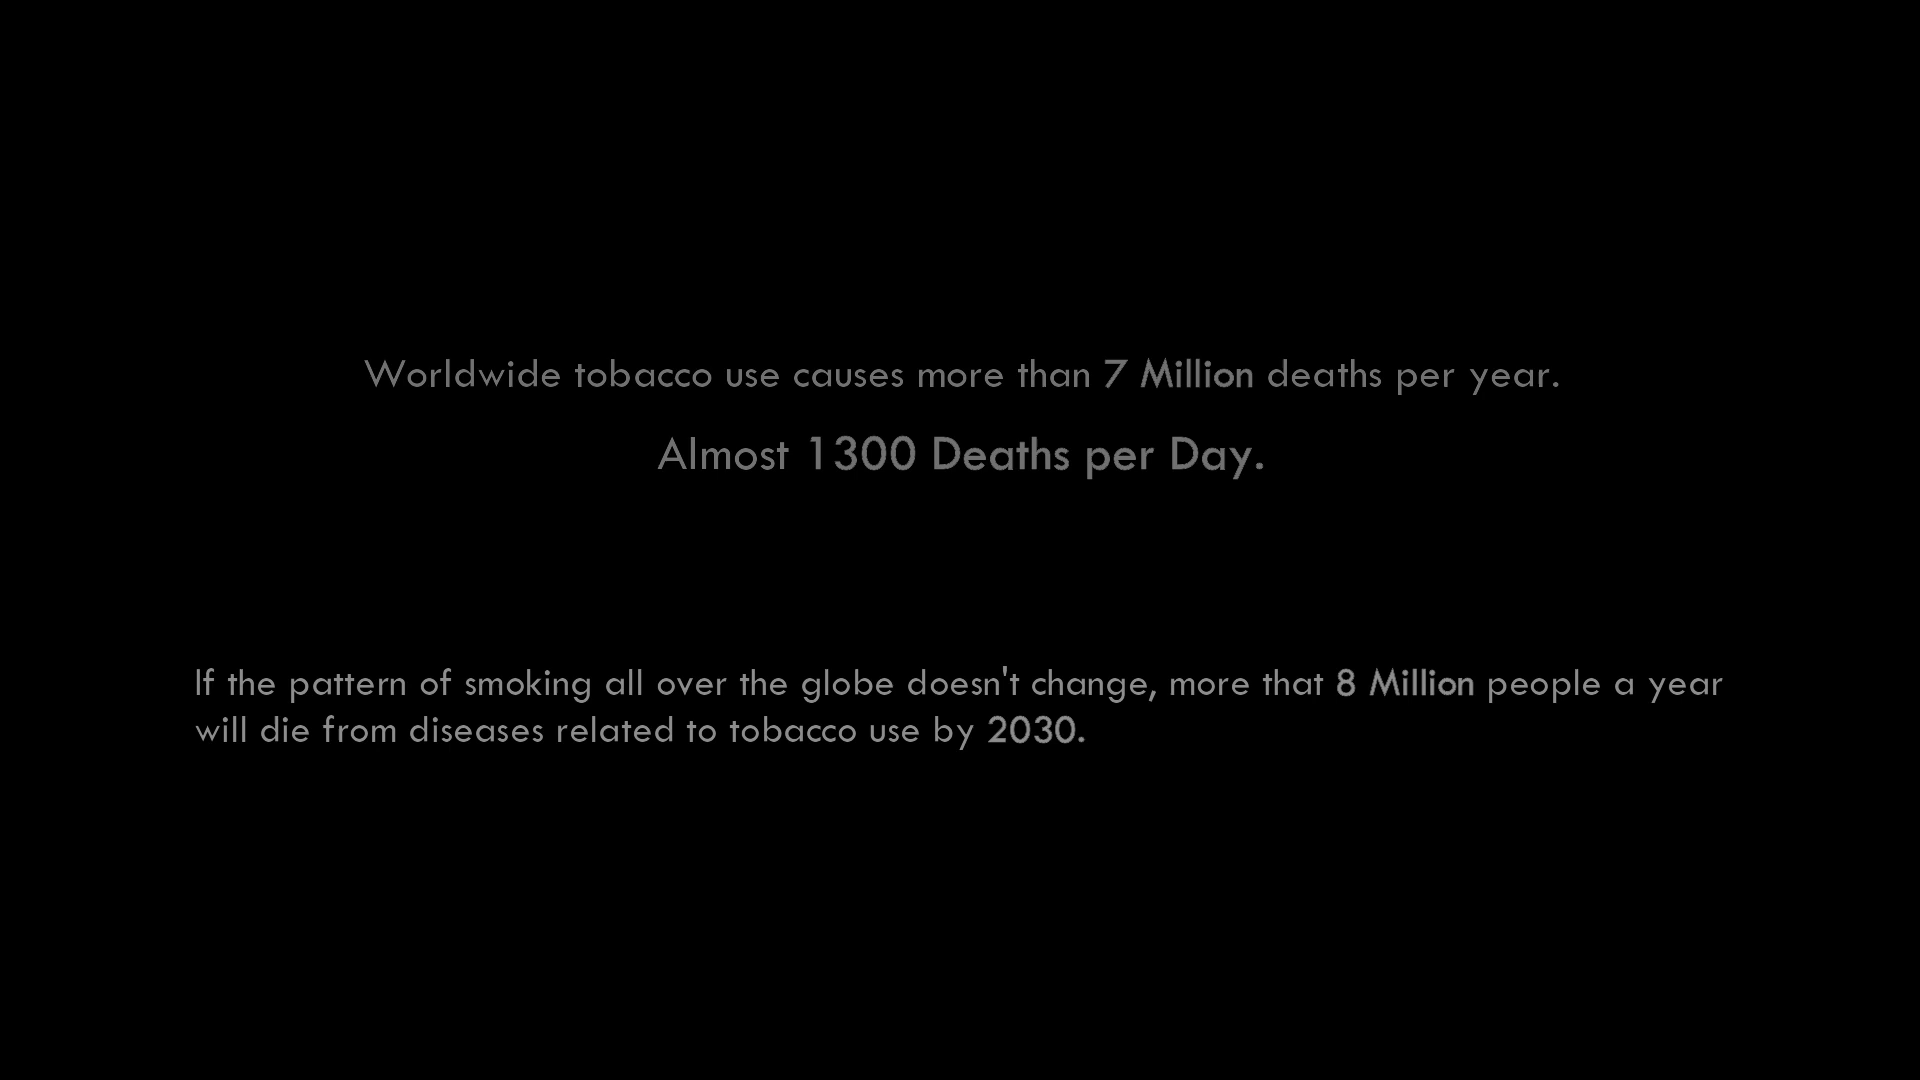 Worldwide tobacco use causes more than 7 Million deaths per year.
Almost 1300 Deaths per Day.
If the pattern of smoking all over the globe doesn't change, more that 8 Million people a year
will die from diseases related to tobacco use by 2030.